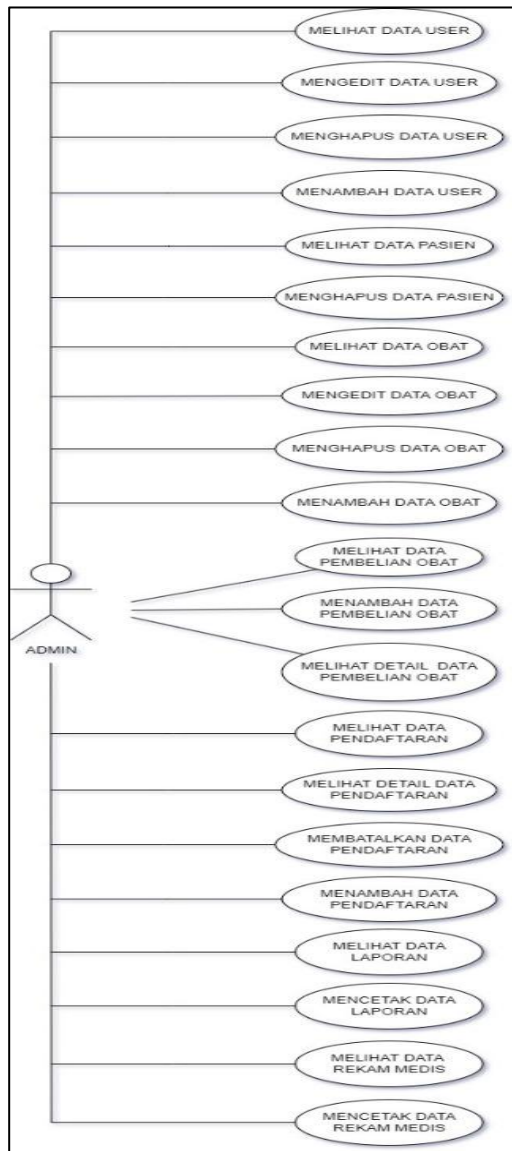 MELIHAT DATA USER
MENGEDIT DATA USER
MENGHAPUS DATA USER
MENAMBAH DATA USER
MELIHAT DATA PASIEN
MENGHAPUS DATA PASIEN
MELIHAT DATA OBAT
MENGEDIT DATA OBAT
MENGHAPUS DATA OBAT
MENAMBAH DATA OBAT
MELIHAT DATA
PEMBELIAN OBAT
MENAMBAH DATA
PEMBELIAN OBAT
ADMIN
MELIHAT DETAIL DATA
PEMBELIAN OBAT
MELIHAT DATA
PENDAFTARAN
MELIHAT DETAIL DATA
PENDAFTARAN
MEMBATALKAN DATA
PENDAFTARAN
MENAMBAH DATA
PENDAFTARAN
MELIHAT DATA
LAPORAN
MENCETAK DATA
LAPORAN
MELIHAT DATA
REKAM MEDIS
MENCETAK DATA
REKAM MEDIS